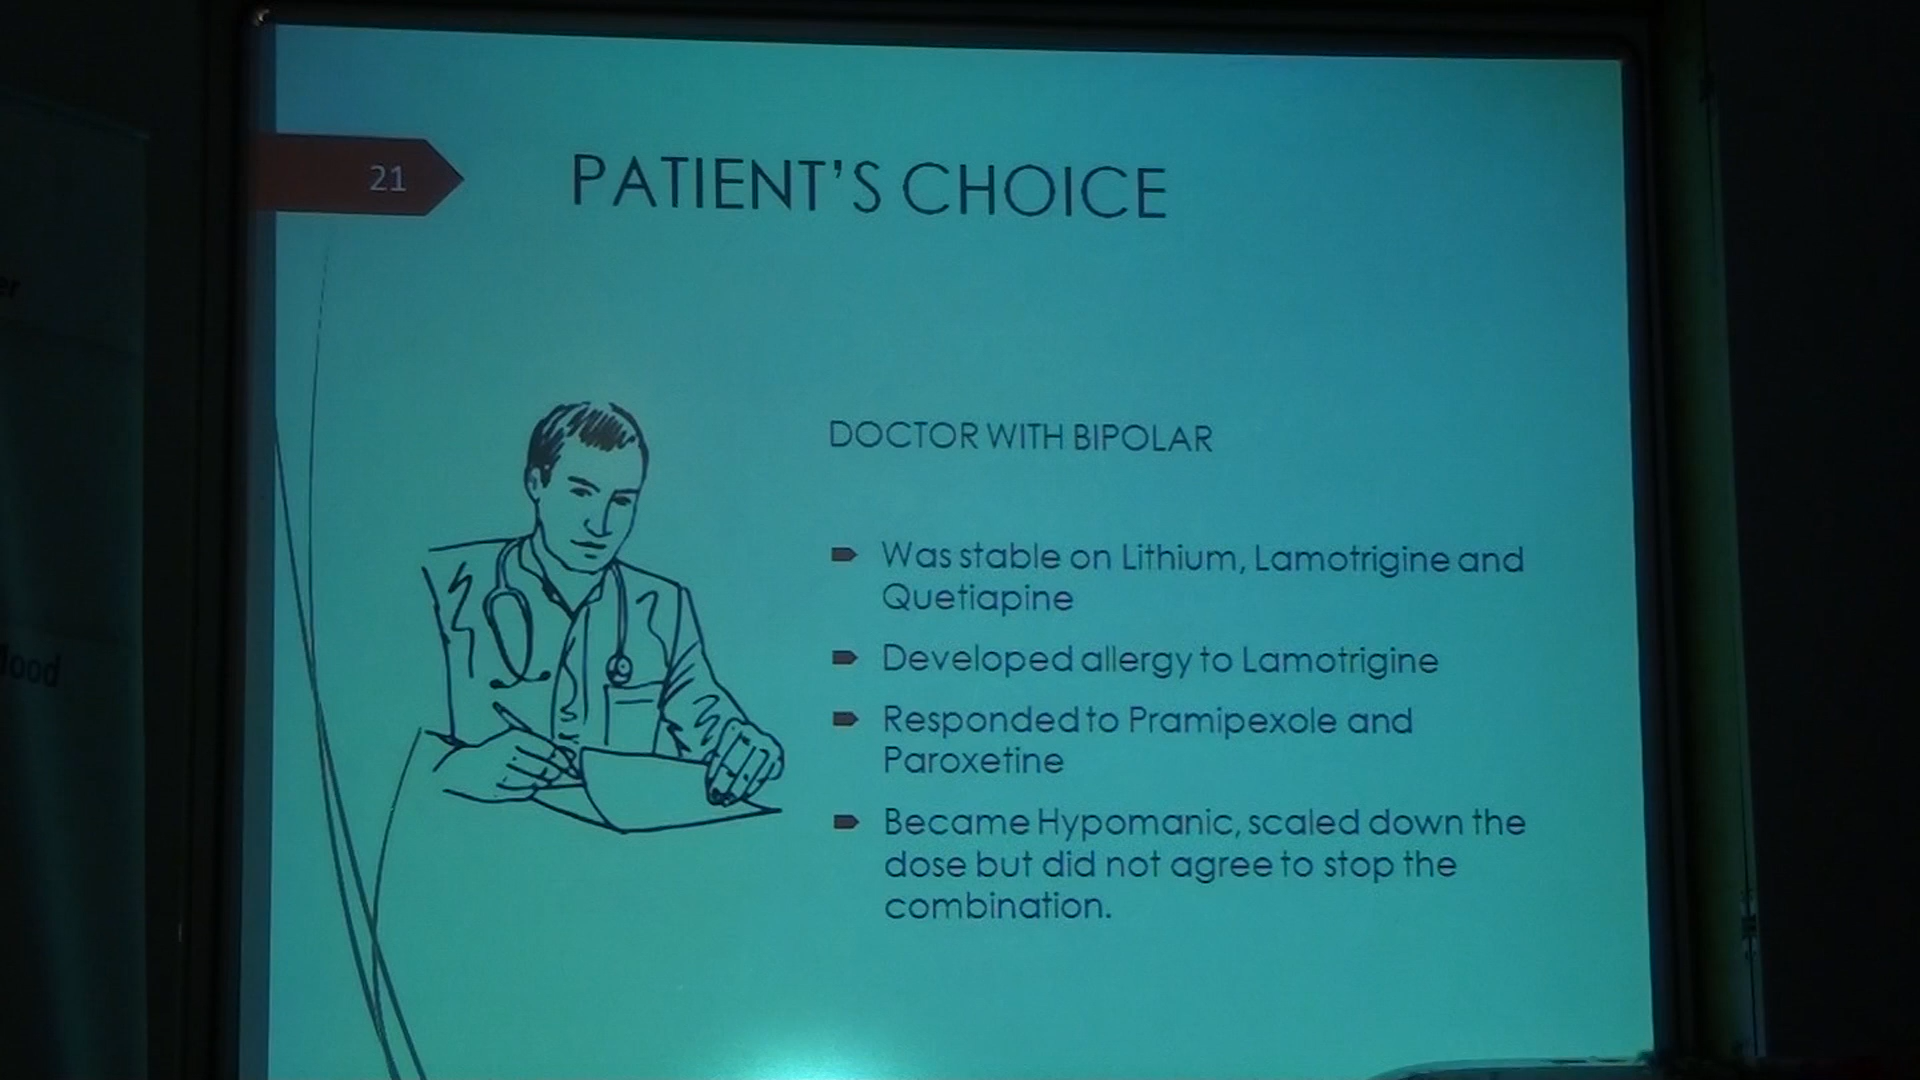 21
PATIENT'S CHOICE
DOCTOR WITH BIPOLAR
Was stable on Lithium, Lamotrigine and
Quetiapine
Developed allergy to Lamotrigine
Responded to Pramipexole and
Paroxetine
Became Hypomanic, scaled down the
dose but did not agree to stop the
combination.